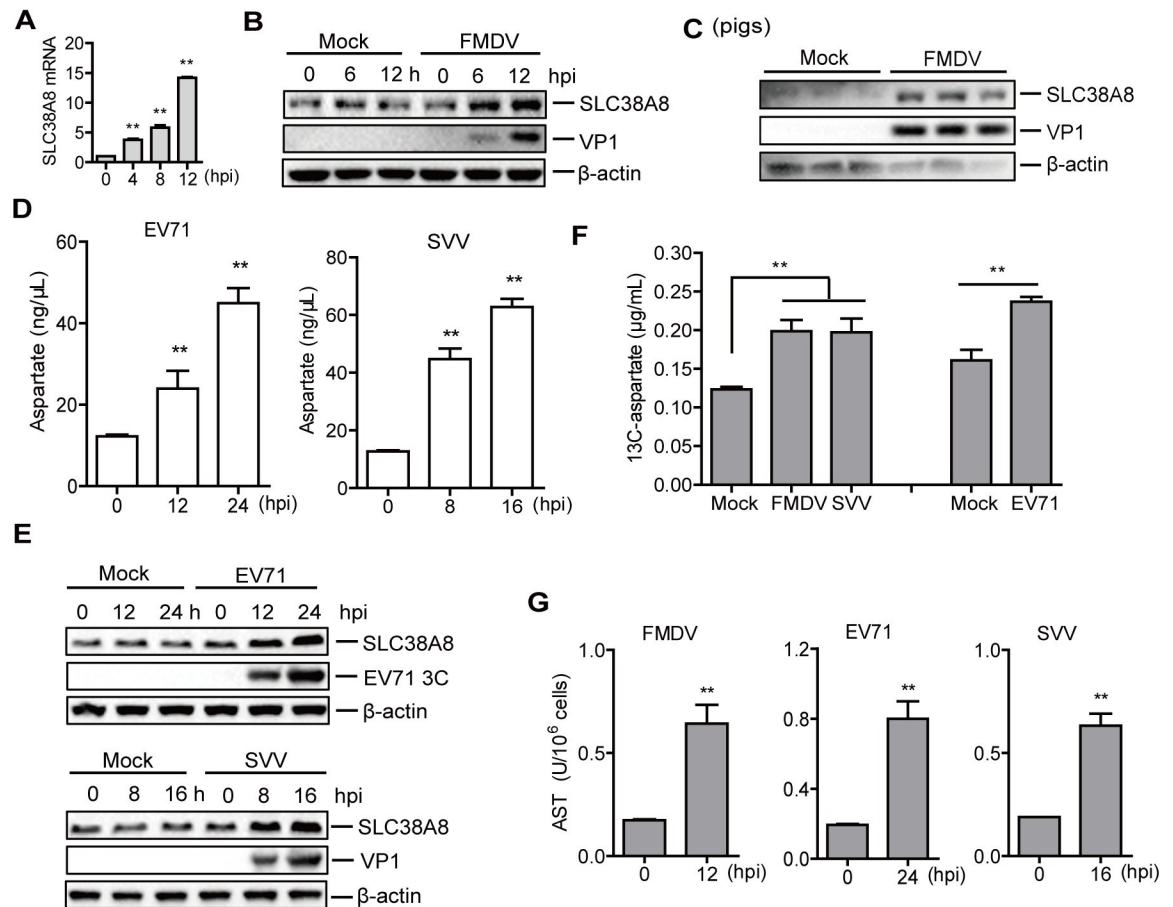 A
SLC38A8 mRNA
20
15
10
5
0
** ** **
0 4 8 12 (hpi)
B
Mock FMDV
0 6 12 h 0 6 12 hpi
SLC38A8
VP1
β-actin
C (pigs)
Mock FMDV
SLC38A8
VP1
β-actin
D
EV71
Aspartate (ng/µL)
60
40
20
0
** **
0 12 24 (hpi)
SVV
Aspartate (ng/µL)
80
60
40
20
0
** **
0 8 16 (hpi)
F
13C-aspartate (µg/mL)
0.30
0.25
0.20
0.15
0.10
0.05
0.00
** **
Mock FMDV SVV Mock EV71
E
Mock EV71
0 12 24 h 0 12 24 hpi
SLC38A8
EV71 3C
β-actin
Mock SVV
0 8 16 h 0 8 16 hpi
SLC38A8
VP1
β-actin
G
FMDV
AST (U/10⁶ cells)
1.0
0.5
0.0
**
0 12 (hpi)
EV71
1.2
0.8
0.4
0.0
**
0 24 (hpi)
SVV
1.0
0.5
0.0
**
0 16 (hpi)